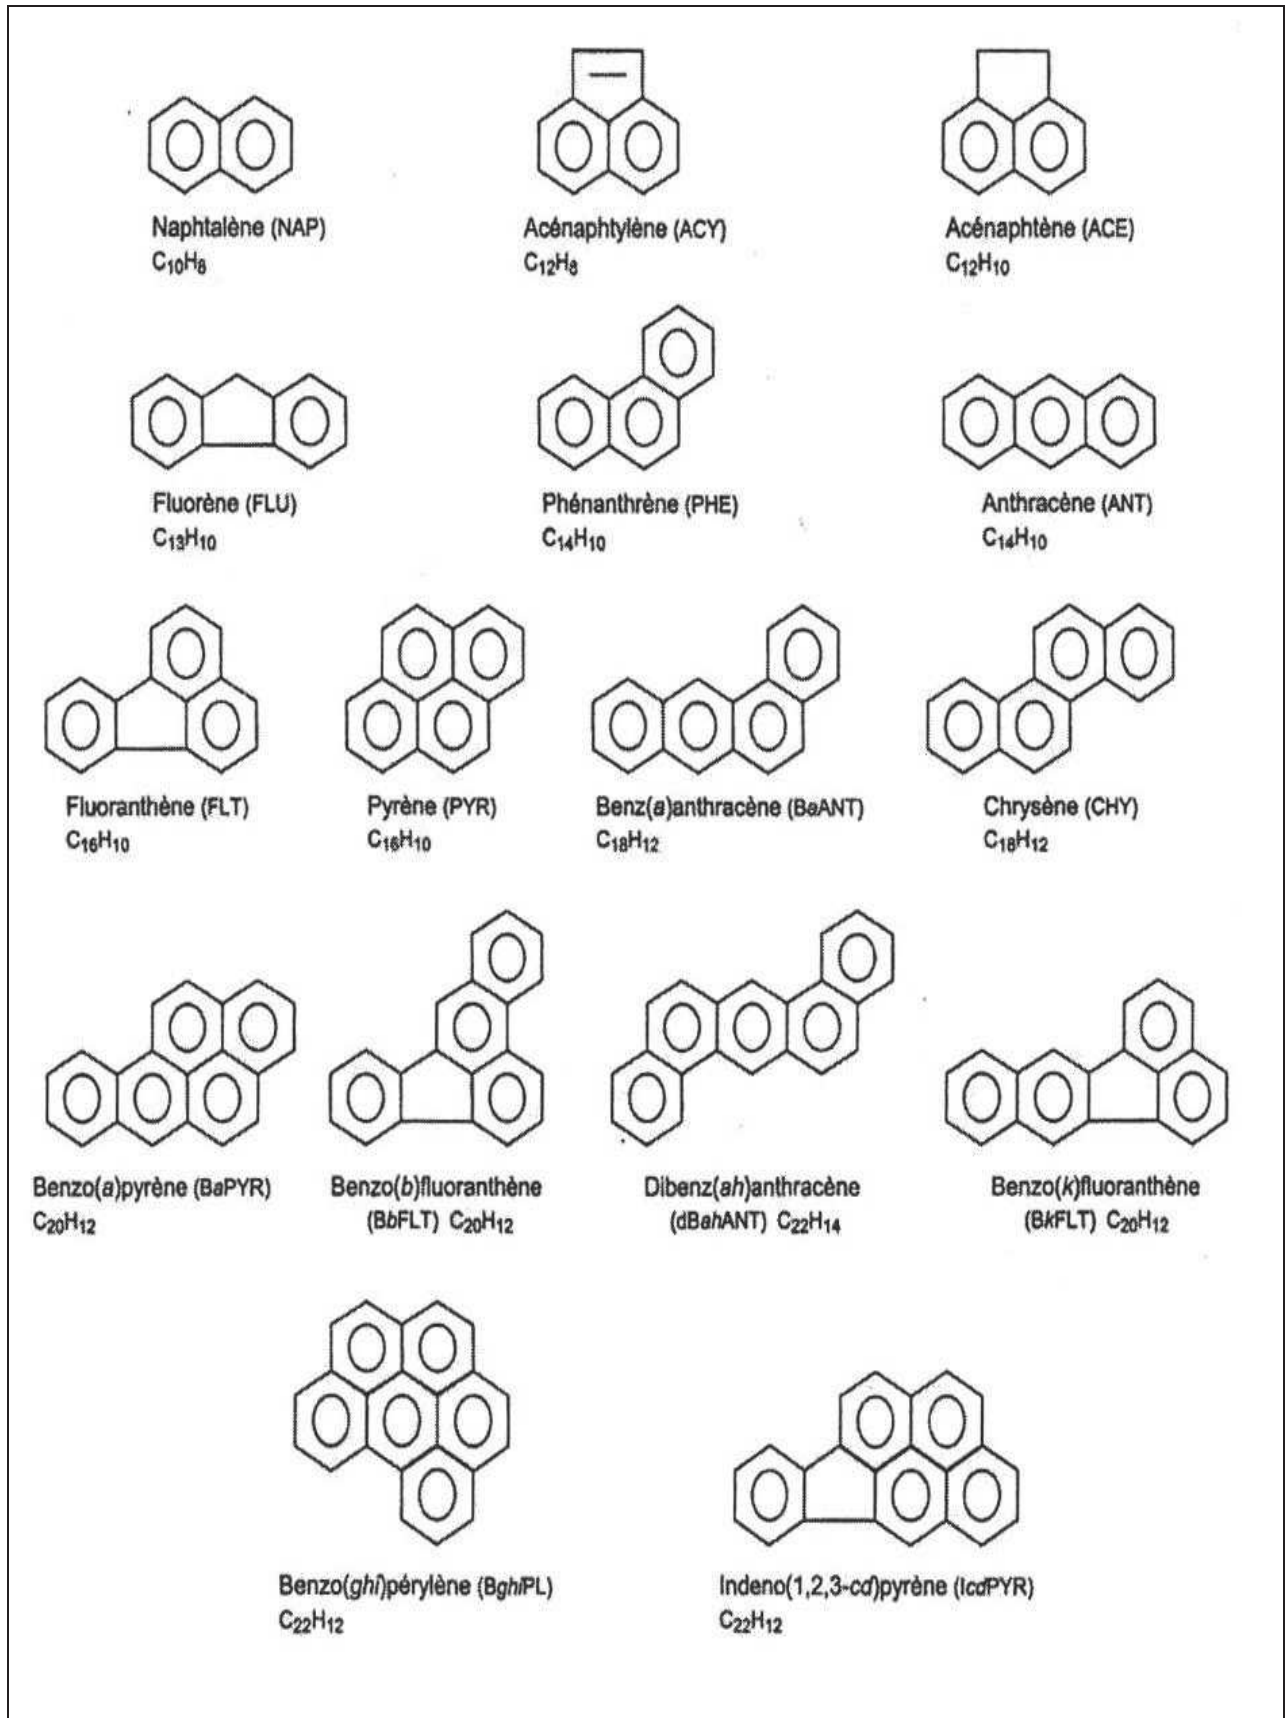 Naphtalène (NAP)
C₁₀H₈
Acénaphtylène (ACY)
C₁₂H₈
Acénaphtène (ACE)
C₁₂H₁₀
Fluorène (FLU)
C₁₃H₁₀
Phénanthrène (PHE)
C₁₄H₁₀
Anthracène (ANT)
C₁₄H₁₀
Fluoranthène (FLT)
C₁₆H₁₀
Pyrène (PYR)
C₁₆H₁₀
Benz(a)anthracène (BaANT)
C₁₈H₁₂
Chrysène (CHY)
C₁₈H₁₂
Benzo(a)pyrène (BaPYR)
C₂₀H₁₂
Benzo(b)fluoranthène
(BbFLT) C₂₀H₁₂
Dibenz(ah)anthracène
(dBahANT) C₂₂H₁₄
Benzo(k)fluoranthène
(BkFLT) C₂₀H₁₂
Benzo(ghi)pérylène (BghiPL)
C₂₂H₁₂
Indeno(1,2,3-cd)pyrène (IcdPYR)
C₂₂H₁₂